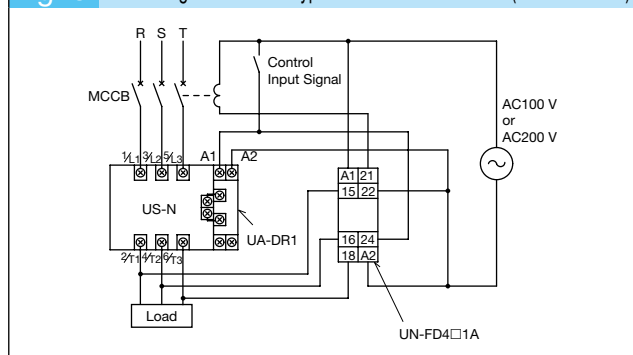 R S T
Control
Input Signal
MCCB
AC100 V
or
AC200 V
1/L1 3/L2 5/L3 A1 A2
A1 21
15 22
US-N
16 24
UA-DR1
18 A2
2/T1 4/T2 6/T3
Load
UN-FD4□1A